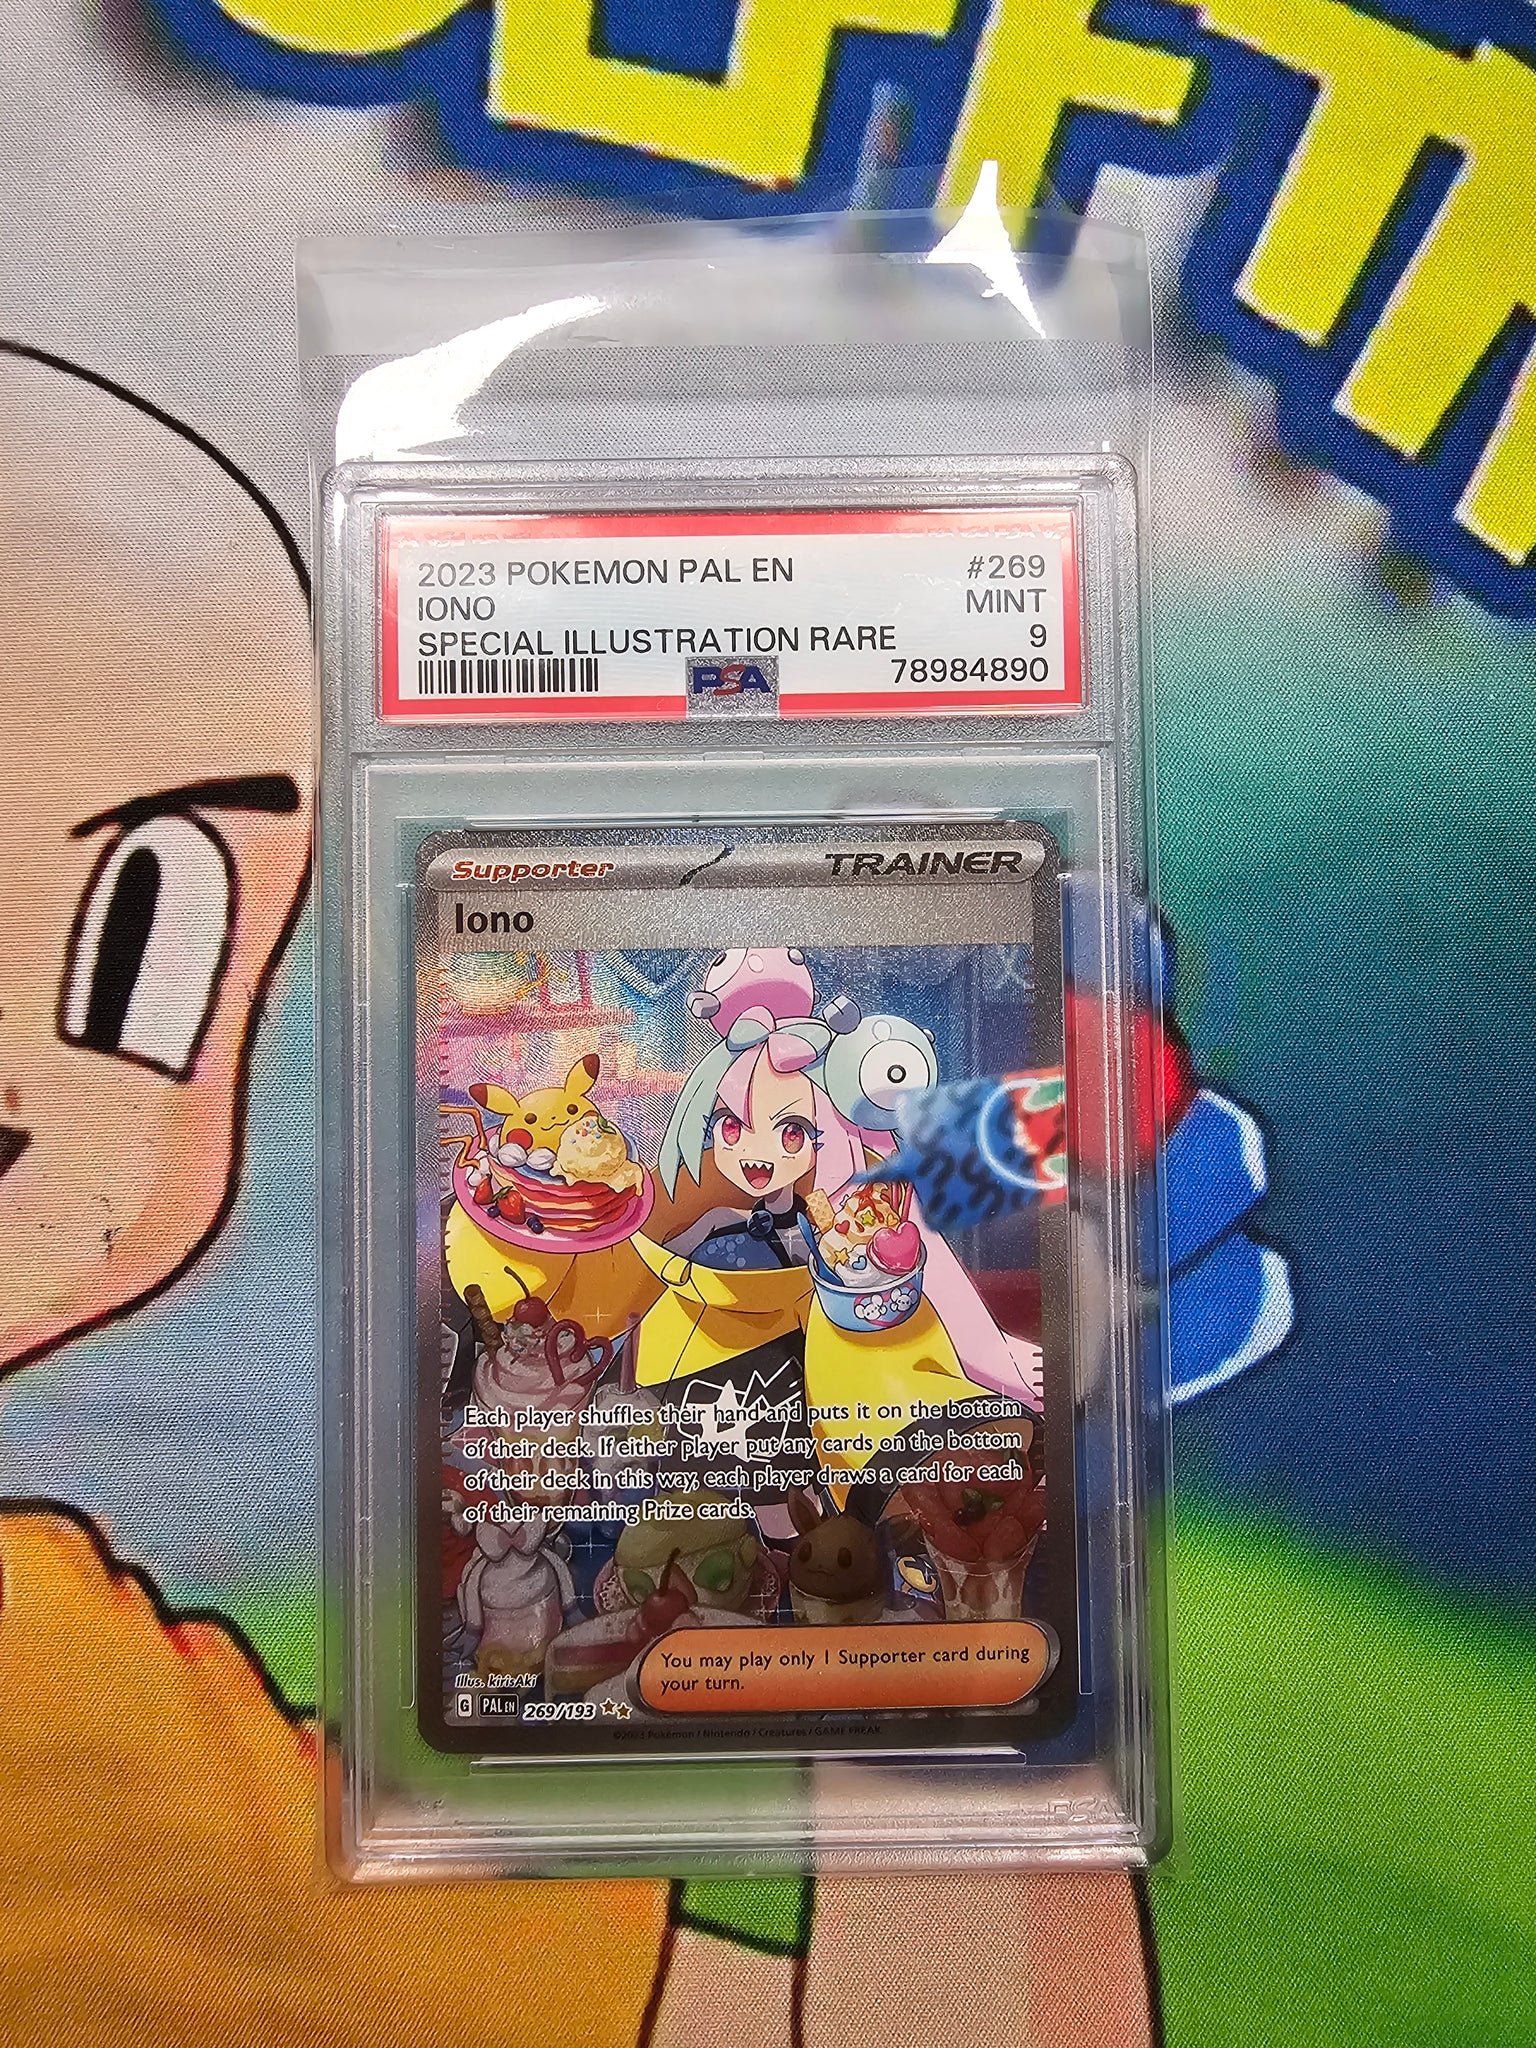 2023 POKEMON PAL EN #269
IONO MINT
SPECIAL ILLUSTRATION RARE 9
PSA 78984890
Supporter TRAINER
Iono
Each player shuffles their hand and puts it on the bottom
of their deck. If either player put any cards on the bottom
of their deck in this way, each player draws a card for each
of their remaining Prize cards.
You may play only 1 Supporter card during
your turn.
Illus. kirisAki
G PAL EN 269/193
©2023 Pokémon / Nintendo / Creatures / GAME FREAK
PSA